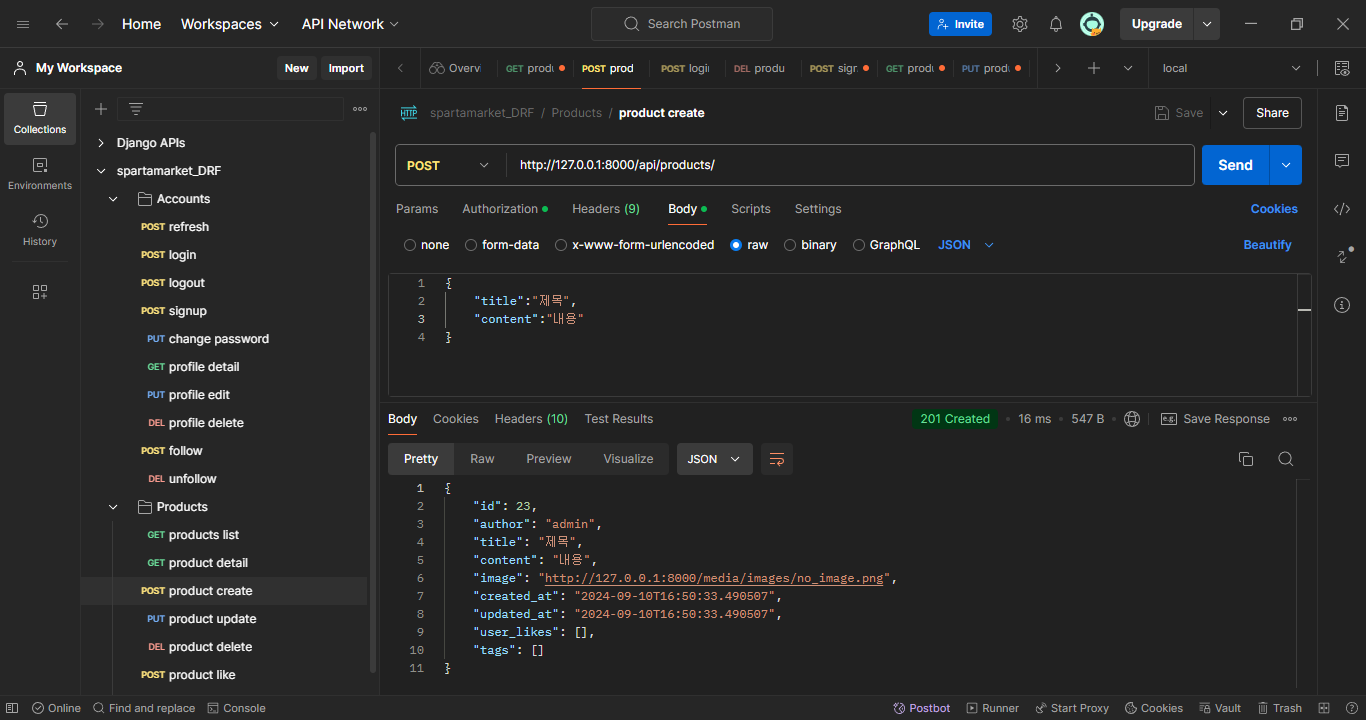 Home Workspaces API Network Search Postman Invite Upgrade
My Workspace New Import Overvi GET produ POST prod POST logi DEL produ POST sign GET produ PUT produ local
Collections
Environments
History
Django APIs
spartamarket_DRF
Accounts
POST refresh
POST login
POST logout
POST signup
PUT change password
GET profile detail
PUT profile edit
DEL profile delete
POST follow
DEL unfollow
Products
GET products list
GET product detail
POST product create
PUT product update
DEL product delete
POST product like
HTTP spartamarket_DRF / Products / product create Save Share
POST http://127.0.0.1:8000/api/products/ Send
Params Authorization Headers (9) Body Scripts Settings Cookies
none form-data x-www-form-urlencoded raw binary GraphQL JSON Beautify
1 {
2 "title":"제목",
3 "content":"내용"
4 }
Body Cookies Headers (10) Test Results 201 Created 16 ms 547 B e.g. Save Response
Pretty Raw Preview Visualize JSON
1 {
2 "id": 23,
3 "author": "admin",
4 "title": "제목",
5 "content": "내용",
6 "image": "http://127.0.0.1:8000/media/images/no_image.png",
7 "created_at": "2024-09-10T16:50:33.490507",
8 "updated_at": "2024-09-10T16:50:33.490507",
9 "user_likes": [],
10 "tags": []
11 }
Online Find and replace Console Postbot Runner Start Proxy Cookies Vault Trash